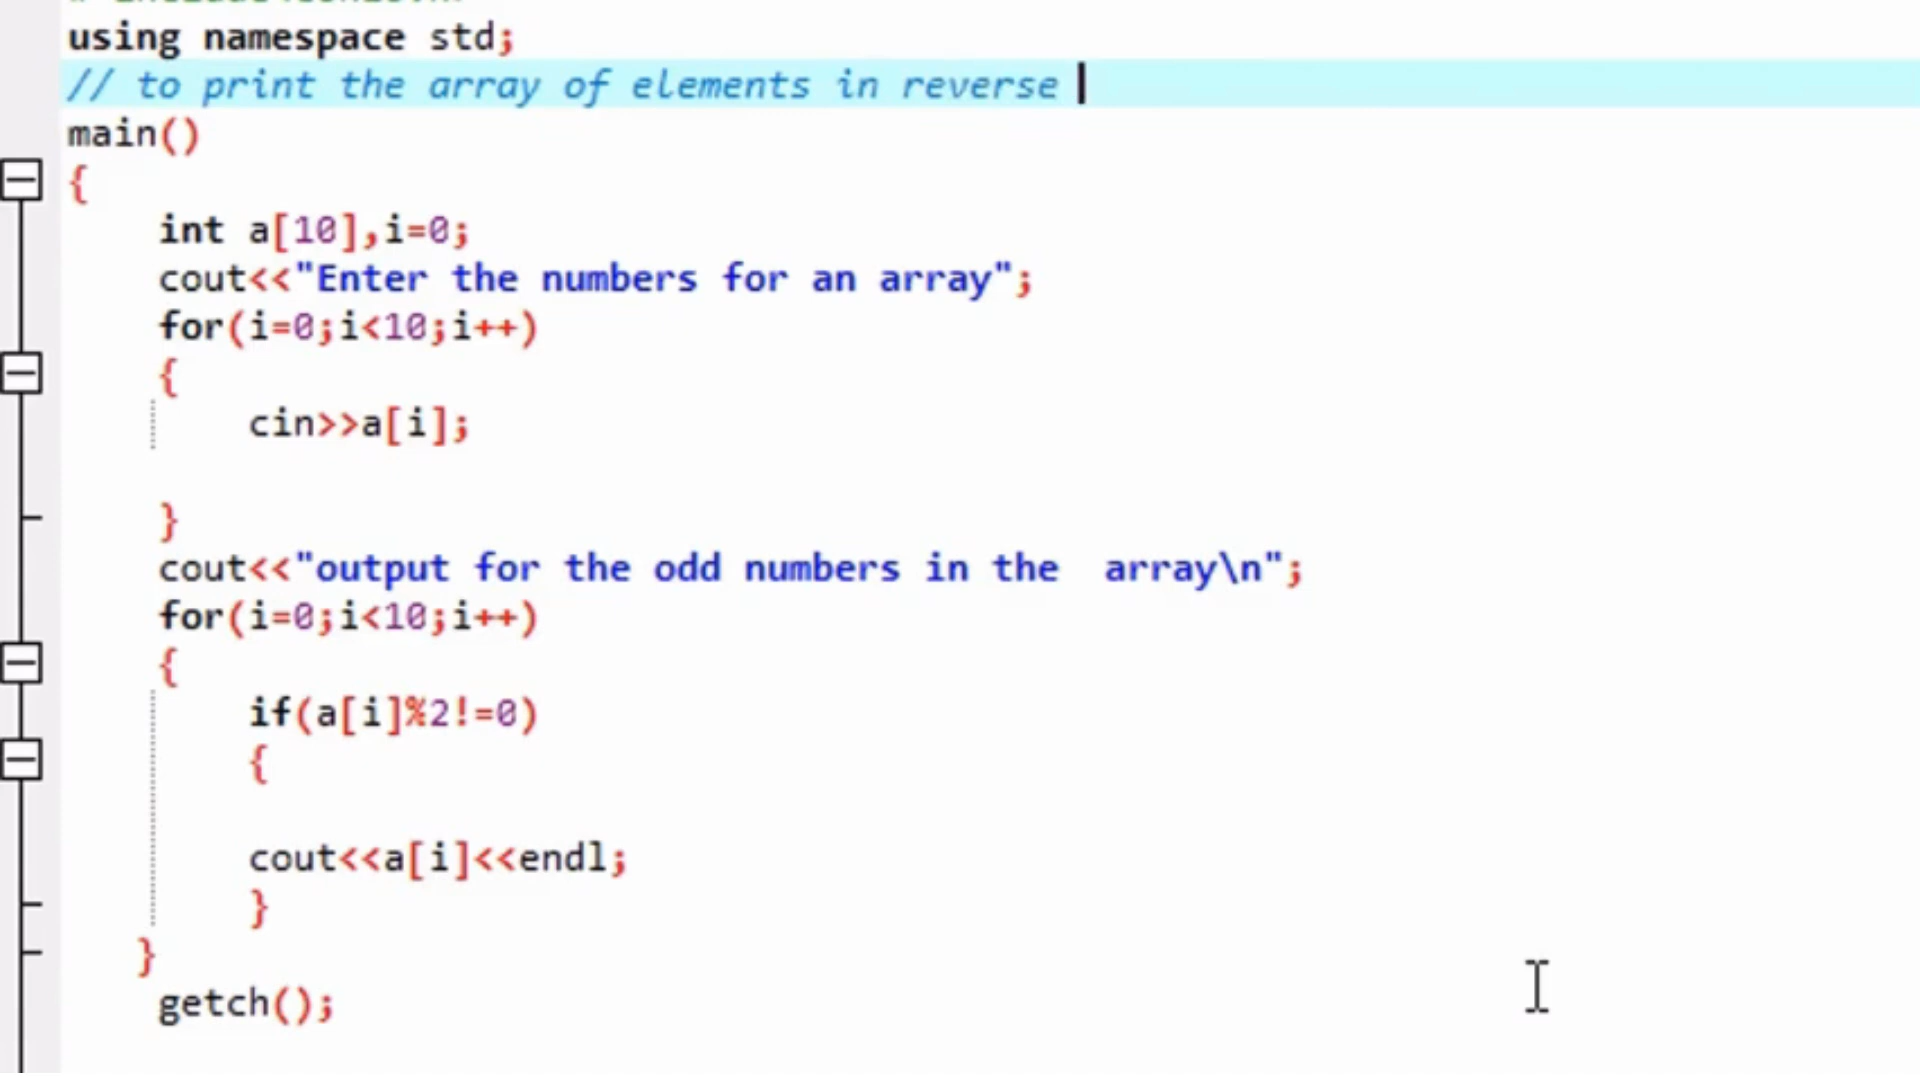 using namespace std;
// to print the array of elements in reverse
main()
{
int a[10],i=0;
cout<<"Enter the numbers for an array";
for(i=0;i<10;i++)
{
cin>>a[i];
}
cout<<"output for the odd numbers in the  array\n";
for(i=0;i<10;i++)
{
if(a[i]%2!=0)
{
cout<<a[i]<<endl;
}
}
getch();